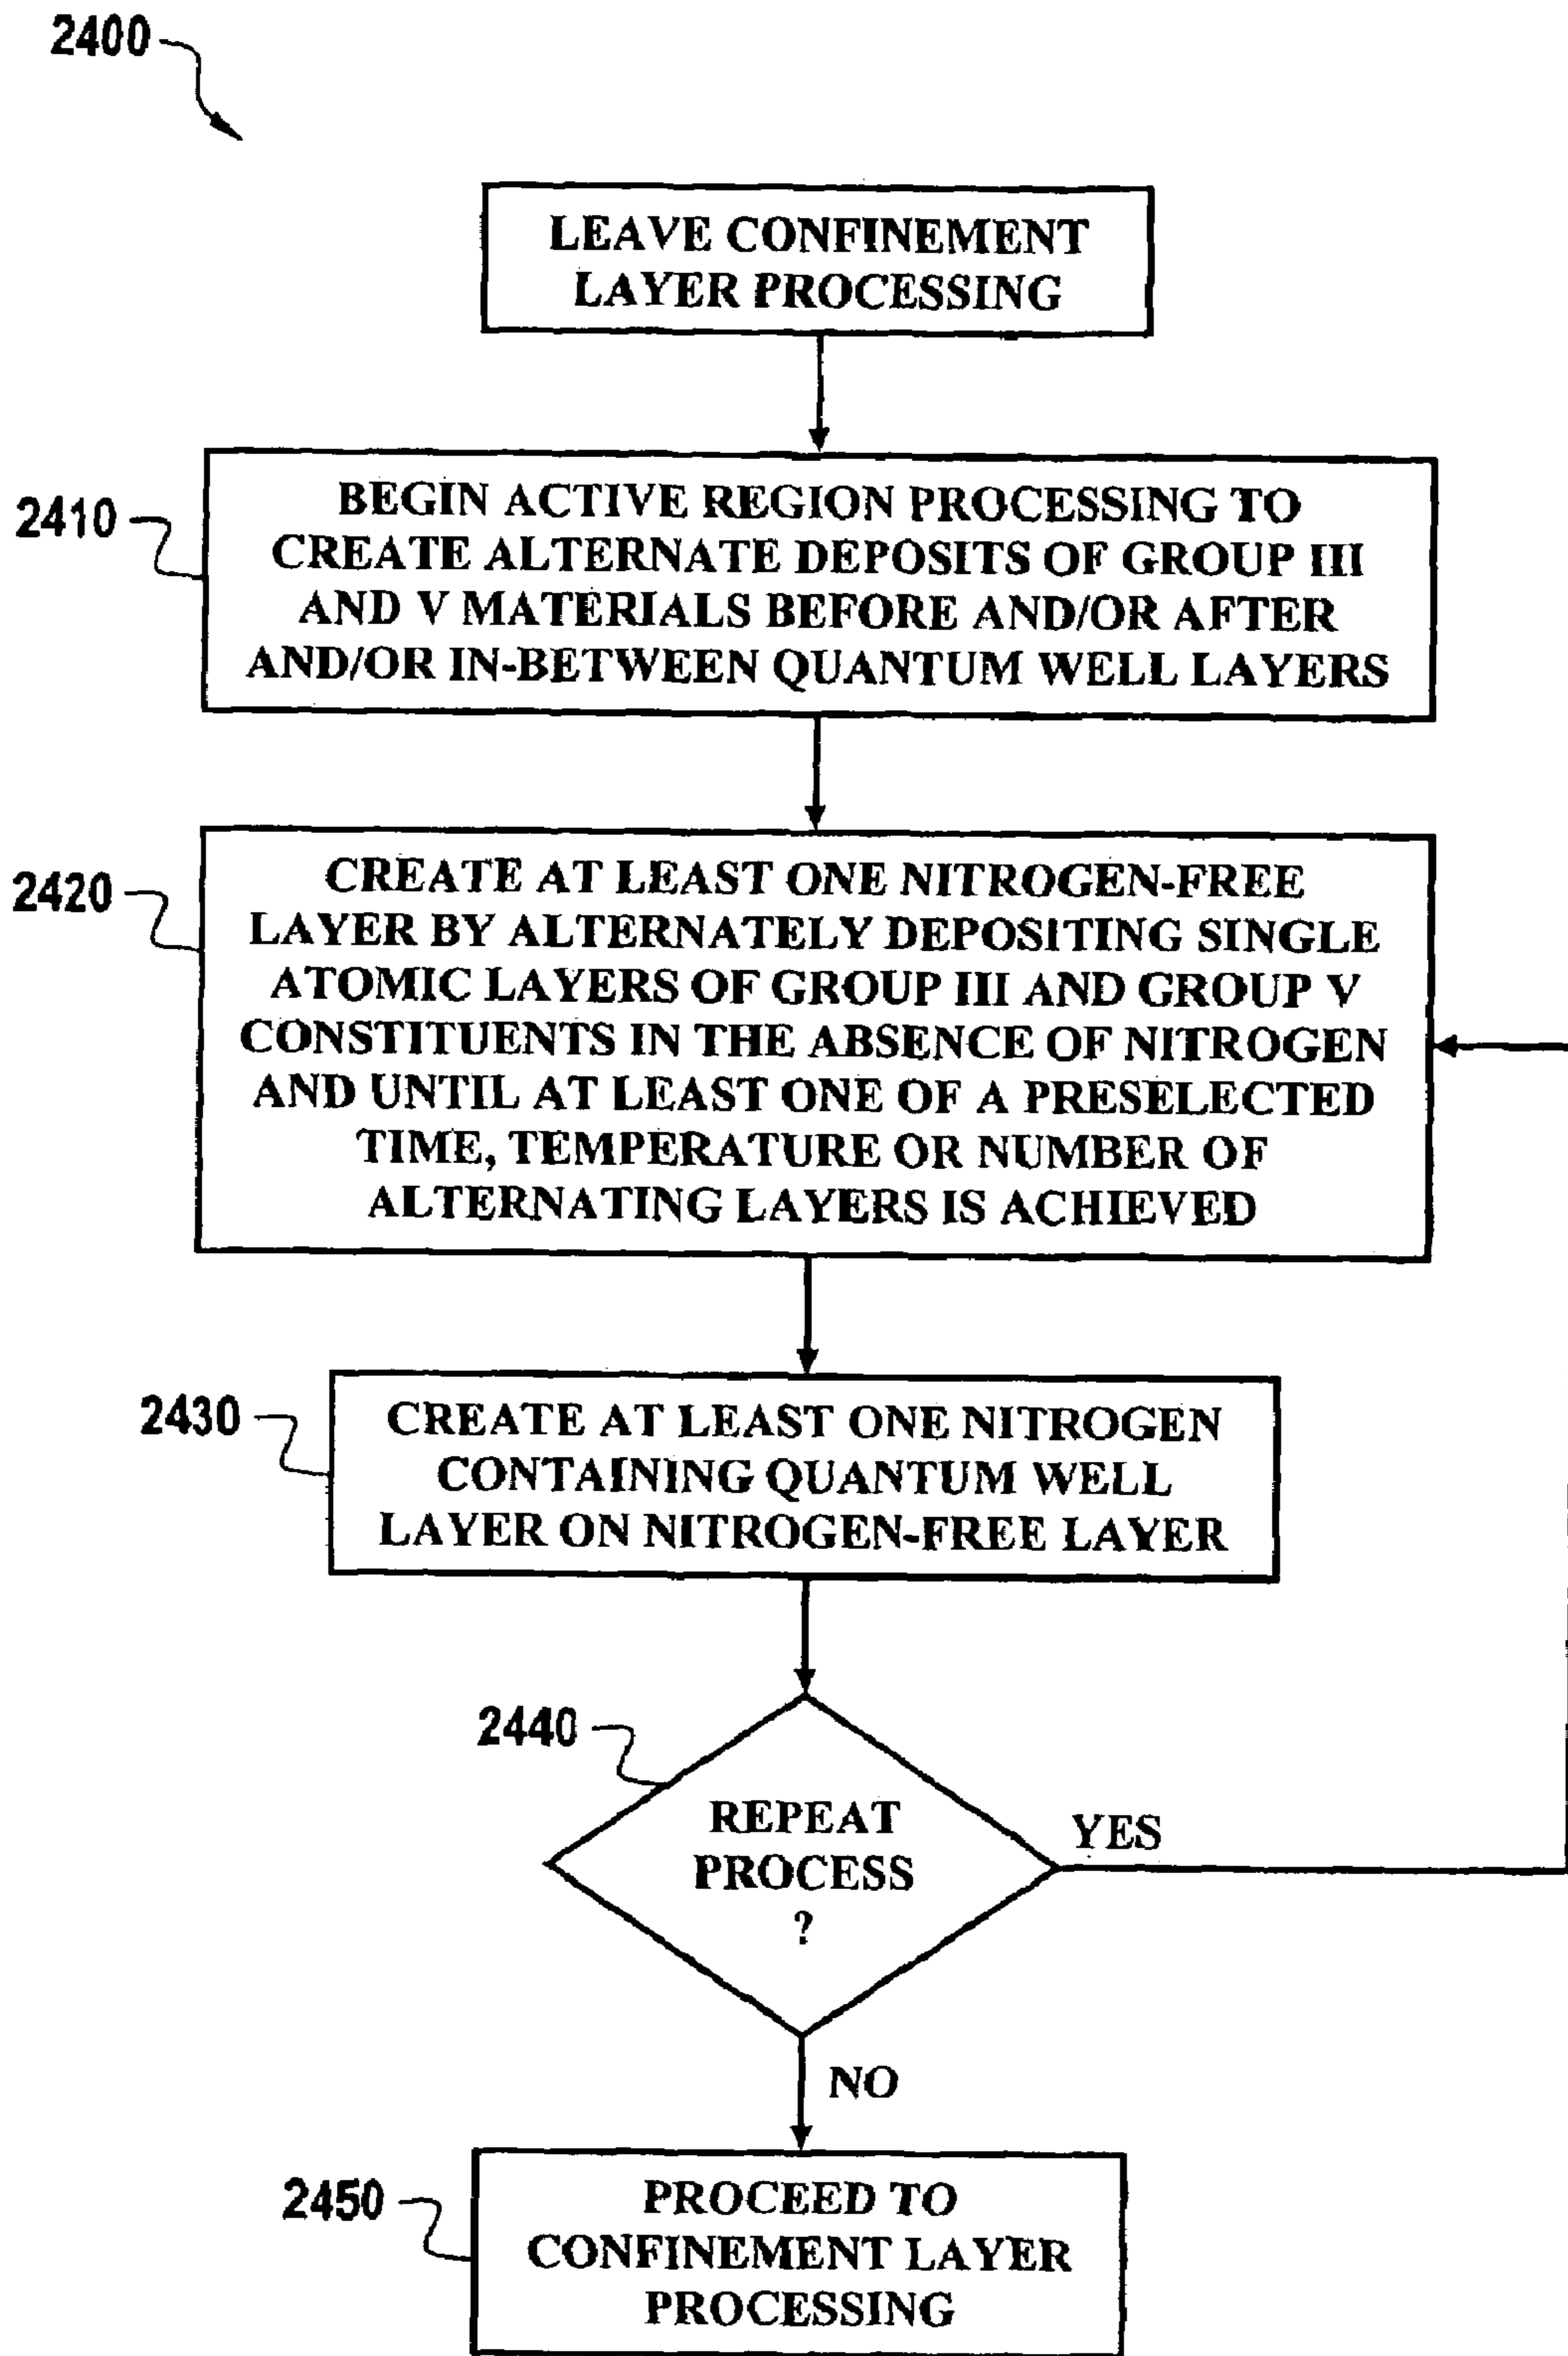 2400
LEAVE CONFINEMENT
LAYER PROCESSING
2410
BEGIN ACTIVE REGION PROCESSING TO
CREATE ALTERNATE DEPOSITS OF GROUP III
AND V MATERIALS BEFORE AND/OR AFTER
AND/OR IN-BETWEEN QUANTUM WELL LAYERS
2420
CREATE AT LEAST ONE NITROGEN-FREE
LAYER BY ALTERNATELY DEPOSITING SINGLE
ATOMIC LAYERS OF GROUP III AND GROUP V
CONSTITUENTS IN THE ABSENCE OF NITROGEN
AND UNTIL AT LEAST ONE OF A PRESELECTED
TIME, TEMPERATURE OR NUMBER OF
ALTERNATING LAYERS IS ACHIEVED
2430
CREATE AT LEAST ONE NITROGEN
CONTAINING QUANTUM WELL
LAYER ON NITROGEN-FREE LAYER
2440
REPEAT
PROCESS
?
YES
NO
2450
PROCEED TO
CONFINEMENT LAYER
PROCESSING